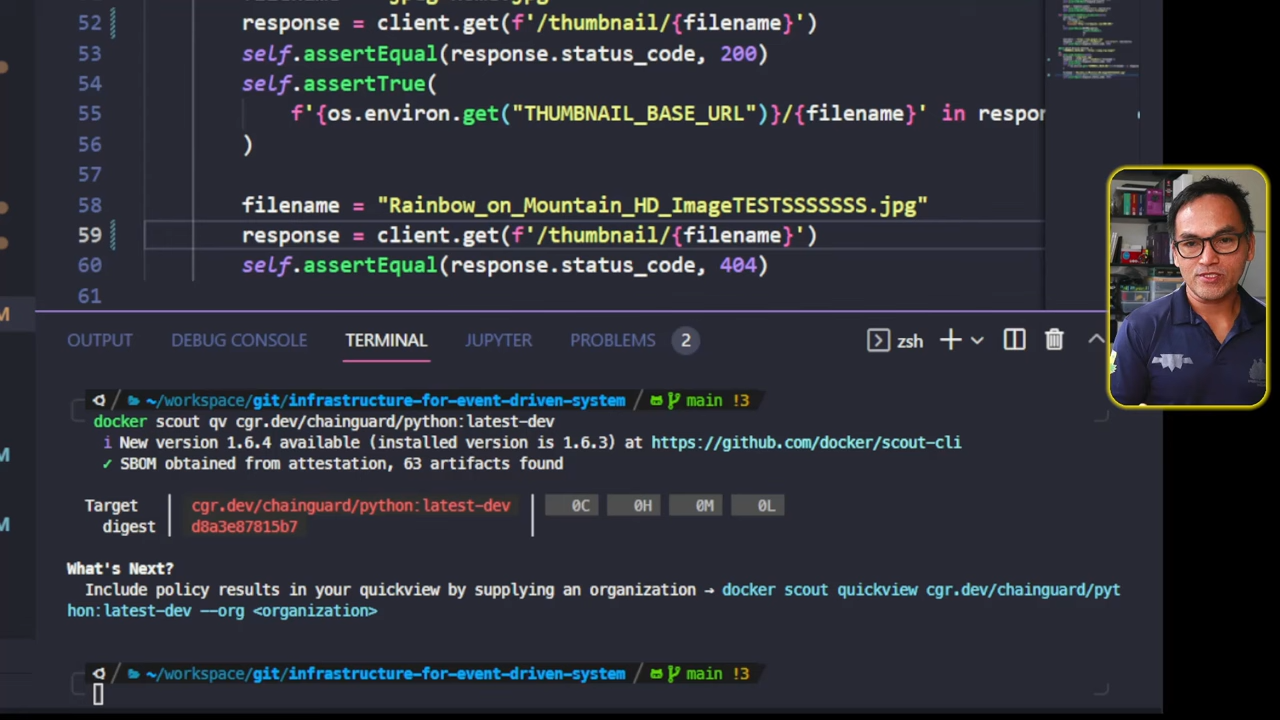 52 response = client.get(f'/thumbnail/{filename}')
53 self.assertEqual(response.status_code, 200)
54 self.assertTrue(
55 f'{os.environ.get("THUMBNAIL_BASE_URL")}/{filename}' in respon
56 )
57
58 filename = "Rainbow_on_Mountain_HD_ImageTESTSSSSSSS.jpg"
59 response = client.get(f'/thumbnail/{filename}')
60 self.assertEqual(response.status_code, 404)
61
OUTPUT DEBUG CONSOLE TERMINAL JUPYTER PROBLEMS 2 zsh
~/workspace/git/infrastructure-for-event-driven-system main !3
docker scout qv cgr.dev/chainguard/python:latest-dev
i New version 1.6.4 available (installed version is 1.6.3) at https://github.com/docker/scout-cli
✓ SBOM obtained from attestation, 63 artifacts found
Target │ cgr.dev/chainguard/python:latest-dev │ 0C 0H 0M 0L
digest │ d8a3e87815b7
What's Next?
Include policy results in your quickview by supplying an organization → docker scout quickview cgr.dev/chainguard/pyt
hon:latest-dev --org <organization>
~/workspace/git/infrastructure-for-event-driven-system main !3
M
M
M